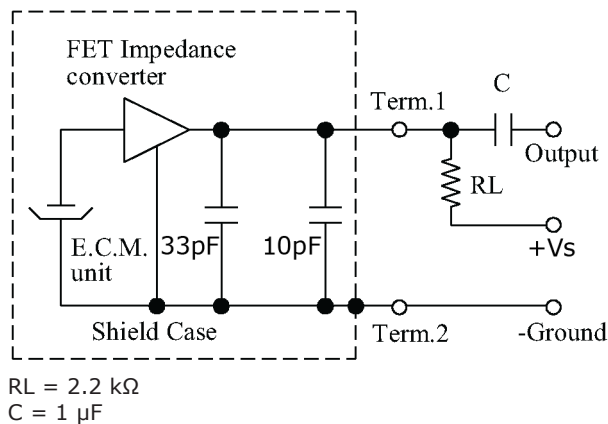 FET Impedance
converter
Term.1
C
Output
RL
+Vs
E.C.M.
unit
33pF
10pF
Shield Case
Term.2
-Ground
RL = 2.2 kΩ
C = 1 μF